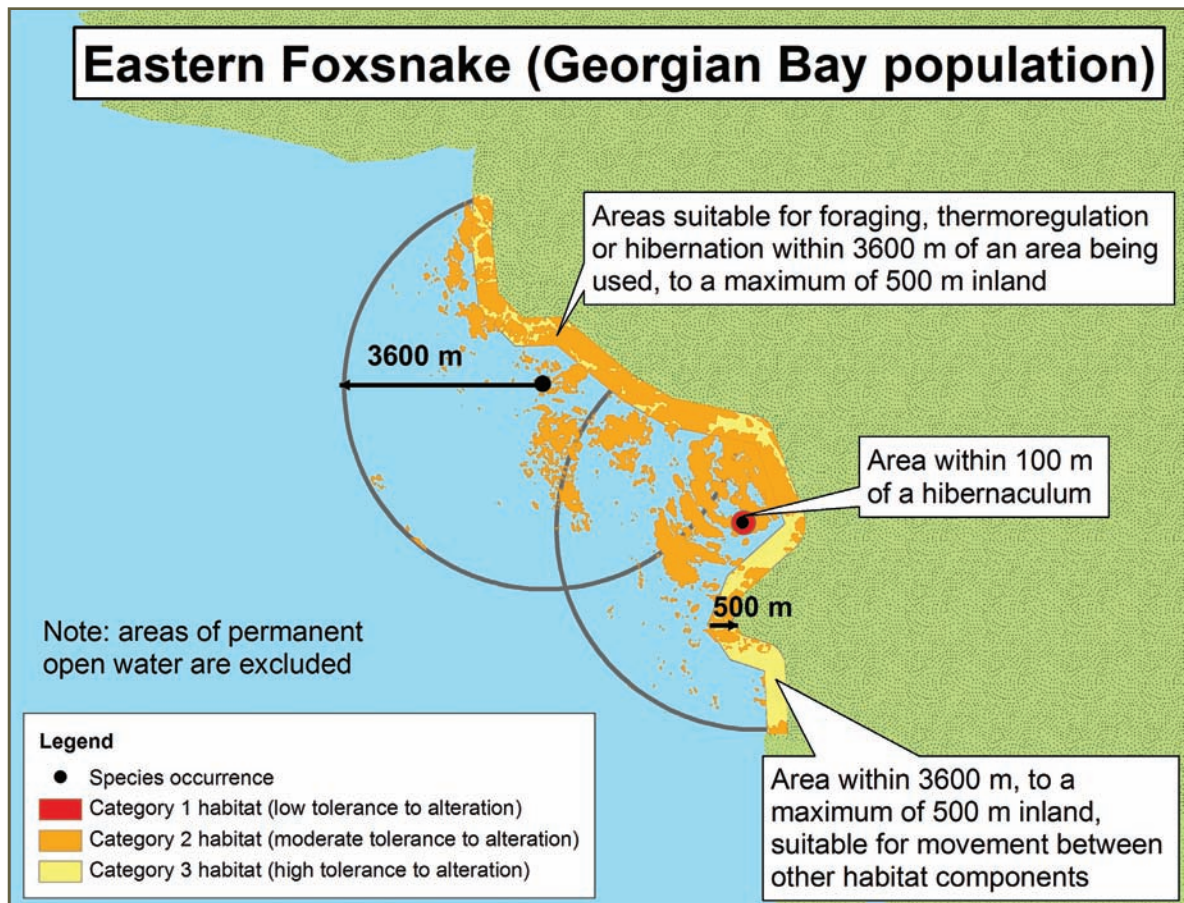 Eastern Foxsnake (Georgian Bay population)
Areas suitable for foraging, thermoregulation
or hibernation within 3600 m of an area being
used, to a maximum of 500 m inland
3600 m
Area within 100 m
of a hibernaculum
500 m
Note: areas of permanent
open water are excluded
Legend
Species occurrence
Category 1 habitat (low tolerance to alteration)
Category 2 habitat (moderate tolerance to alteration)
Category 3 habitat (high tolerance to alteration)
Area within 3600 m, to a
maximum of 500 m inland,
suitable for movement between
other habitat components